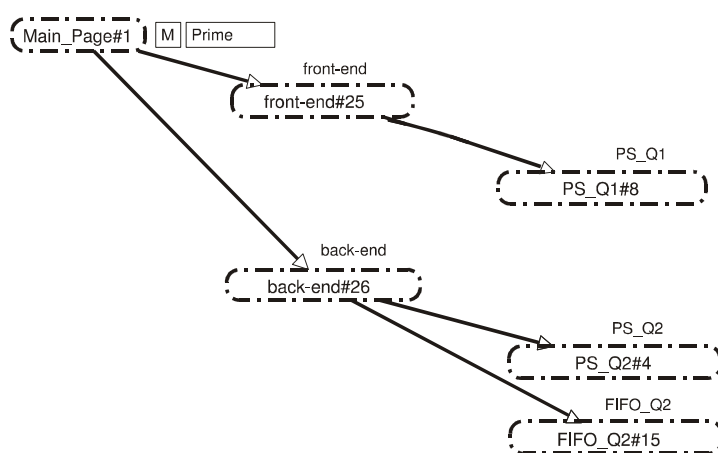 Main_Page#1 M Prime
front-end
front-end#25
PS_Q1
PS_Q1#8
back-end
back-end#26
PS_Q2
PS_Q2#4
FIFO_Q2
FIFO_Q2#15